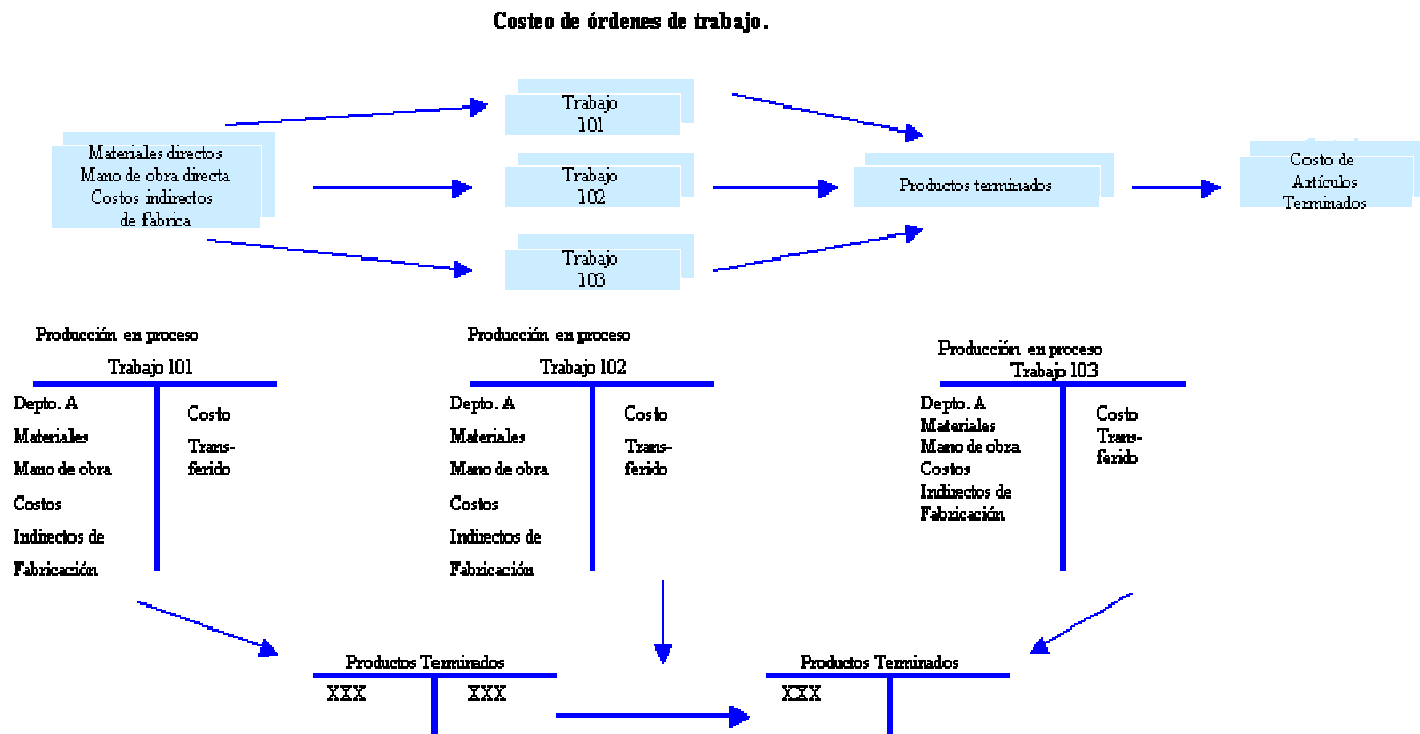 Costeo de órdenes de trabajo.
Trabajo
101
Materiales directos
Mano de obra directa
Costos indirectos
de fábrica
Trabajo
102
Productos terminados
Costo de
Artículos
Terminados
Trabajo
103
Producción en proceso
Trabajo 101
Depto. A
Materiales
Mano de obra
Costos
Indirectos de
Fabricación
Costo
Trans-
ferido
Producción en proceso
Trabajo 102
Depto. A
Materiales
Mano de obra
Costos
Indirectos de
Fabricación
Costo
Trans-
ferido
Producción en proceso
Trabajo 103
Depto. A
Materiales
Mano de obra
Costos
Indirectos de
Fabricación
Costo
Trans-
ferido
Productos Terminados
XXX XXX
Productos Terminados
XXX